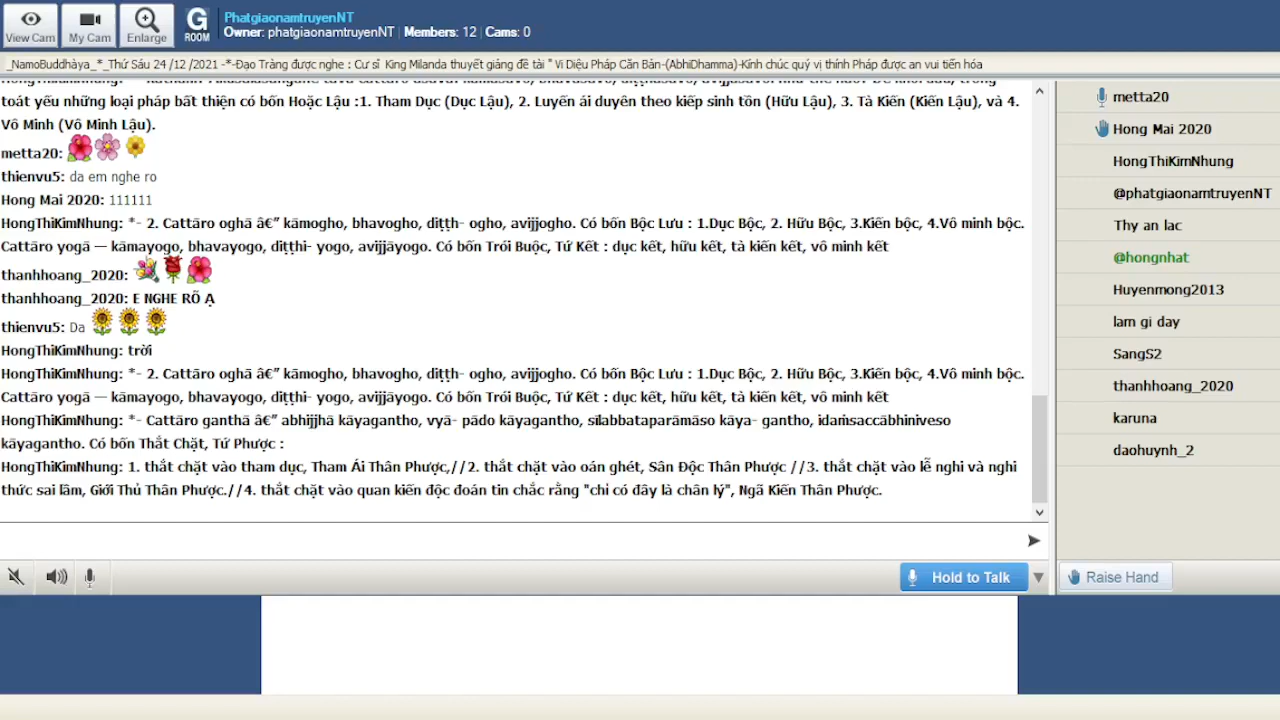 View Cam
My Cam
Enlarge
G
ROOM
PhatgiaonamtruyenNT
Owner: phatgiaonamtruyenNT | Members: 12 | Cams: 0
_NamoBuddhàya_*_Thứ Sáu 24 /12 /2021 -*-Đạo Tràng được nghe : Cư sĩ King Milanda thuyết giảng đề tài " Vi Diệu Pháp Căn Bản-(AbhiDhamma)-Kính chúc quý vị thính Pháp được an vui tiến hóa
toát yếu những loại pháp bất thiện có bốn Hoặc Lậu :1. Tham Dục (Dục Lậu), 2. Luyến ái duyên theo kiếp sinh tồn (Hữu Lậu), 3. Tà Kiến (Kiến Lậu), và 4.
Vô Minh (Vô Minh Lậu).
metta20:
thienvu5: da em nghe ro
Hong Mai 2020: 111111
HongThiKimNhung: *- 2. Cattāro oghā â€” kāmogho, bhavogho, diṭṭh- ogho, avijjogho. Có bốn Bộc Lưu : 1.Dục Bộc, 2. Hữu Bộc, 3.Kiến bộc, 4.Vô minh bộc.
Cattāro yogā — kāmayogo, bhavayogo, diṭṭhi- yogo, avijjāyogo. Có bốn Trói Buộc, Tứ Kết : dục kết, hữu kết, tà kiến kết, vô minh kết
thanhhoang_2020:
thanhhoang_2020: E NGHE RÕ Ạ
thienvu5: Da
HongThiKimNhung: trời
HongThiKimNhung: *- 2. Cattāro oghā â€” kāmogho, bhavogho, diṭṭh- ogho, avijjogho. Có bốn Bộc Lưu : 1.Dục Bộc, 2. Hữu Bộc, 3.Kiến bộc, 4.Vô minh bộc.
Cattāro yogā — kāmayogo, bhavayogo, diṭṭhi- yogo, avijjāyogo. Có bốn Trói Buộc, Tứ Kết : dục kết, hữu kết, tà kiến kết, vô minh kết
HongThiKimNhung: *- Cattāro ganthā â€” abhijjhā kāyagantho, vyā- pādo kāyagantho, sīlabbataparāmāso kāya- gantho, idaṁsaccābhiniveso
kāyagantho. Có bốn Thắt Chặt, Tứ Phược :
HongThiKimNhung: 1. thắt chặt vào tham dục, Tham Ái Thân Phược,//2. thắt chặt vào oán ghét, Sân Độc Thân Phược //3. thắt chặt vào lễ nghi và nghi
thức sai lầm, Giới Thủ Thân Phược.//4. thắt chặt vào quan kiến độc đoán tin chắc rằng "chỉ có đây là chân lý", Ngã Kiến Thân Phược.
metta20
Hong Mai 2020
HongThiKimNhung
@phatgiaonamtruyenNT
Thy an lac
@hongnhat
Huyenmong2013
lam gi day
SangS2
thanhhoang_2020
karuna
daohuynh_2
Hold to Talk
Raise Hand